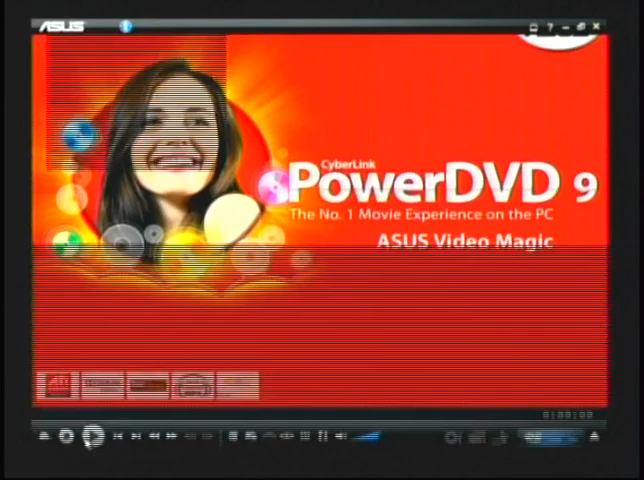 ASUS
CyberLink
PowerDVD 9
The No. 1 Movie Experience on the PC
ASUS Video Magic
0:00:00